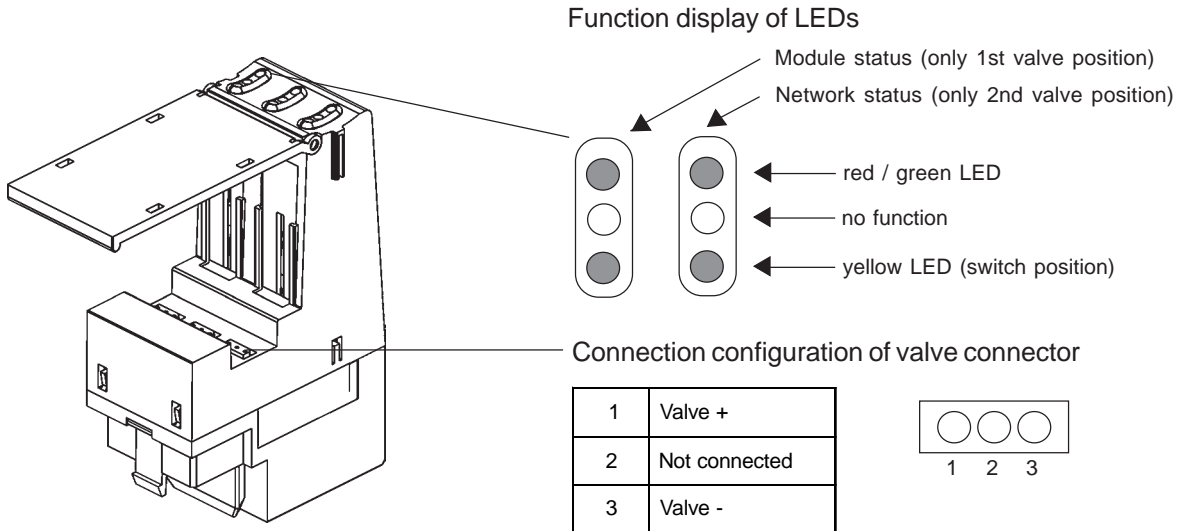 Function display of LEDs
Module status (only 1st valve position)
Network status (only 2nd valve position)
red / green LED
no function
yellow LED (switch position)
Connection configuration of valve connector
1 Valve +
2 Not connected
3 Valve -
1 2 3